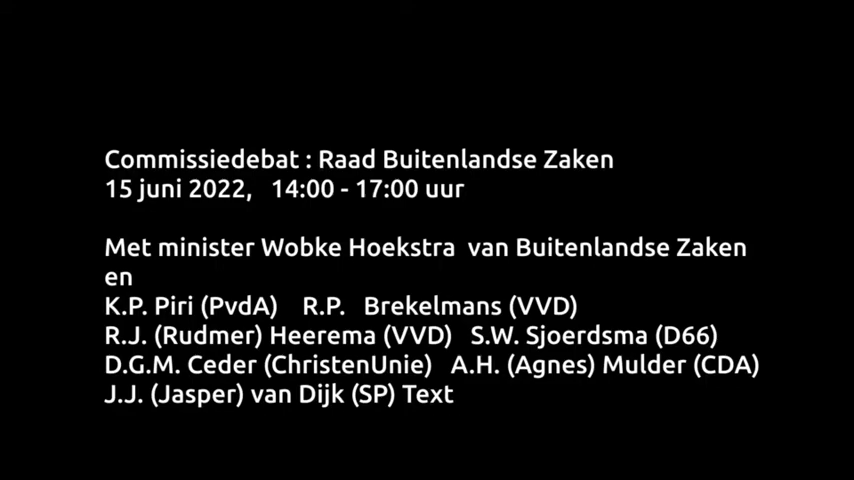 Commissiedebat : Raad Buitenlandse Zaken
15 juni 2022, 14:00 - 17:00 uur
Met minister Wobke Hoekstra van Buitenlandse Zaken
en
K.P. Piri (PvdA) R.P. Brekelmans (VVD)
R.J. (Rudmer) Heerema (VVD) S.W. Sjoerdsma (D66)
D.G.M. Ceder (ChristenUnie) A.H. (Agnes) Mulder (CDA)
J.J. (Jasper) van Dijk (SP) Text